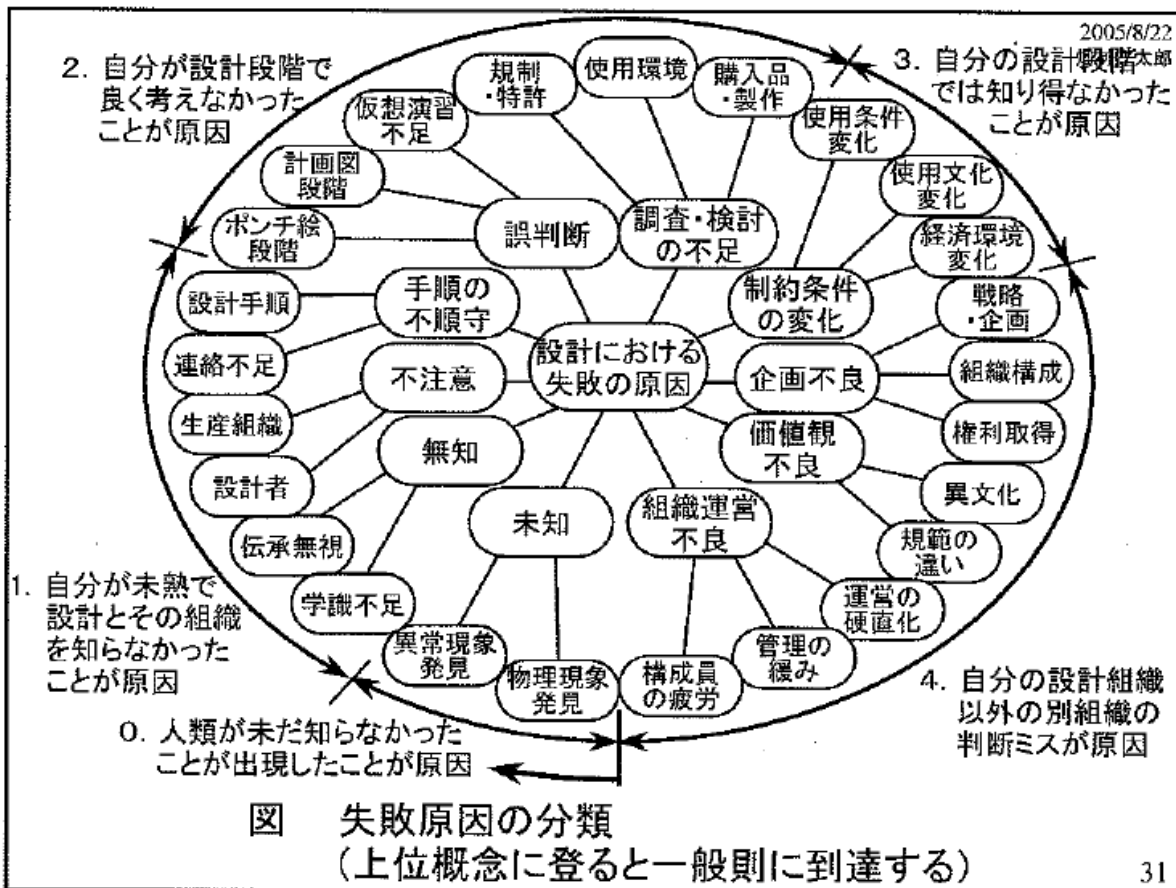 2005/8/22
太郎
2. 自分が設計段階で
良く考えなかった
ことが原因
3. 自分の設計段階
では知り得なかった
ことが原因
規制
・特許
使用環境
購入品
・製作
仮想演習
不足
使用条件
変化
計画図
段階
使用文化
変化
ポンチ絵
段階
誤判断
調査・検討
の不足
経済環境
変化
設計手順
手順の
不順守
制約条件
の変化
戦略
・企画
連絡不足
不注意
設計における
失敗の原因
企画不良
組織構成
生産組織
無知
価値観
不良
権利取得
設計者
未知
組織運営
不良
異文化
伝承無視
規範の
違い
1. 自分が未熟で
設計とその組織
を知らなかった
ことが原因
学識不足
運営の
硬直化
異常現象
発見
物理現象
発見
構成員
の疲労
管理の
緩み
4. 自分の設計組織
以外の別組織の
判断ミスが原因
0. 人類が未だ知らなかった
ことが出現したことが原因
図 失敗原因の分類
(上位概念に登ると一般則に到達する)
31